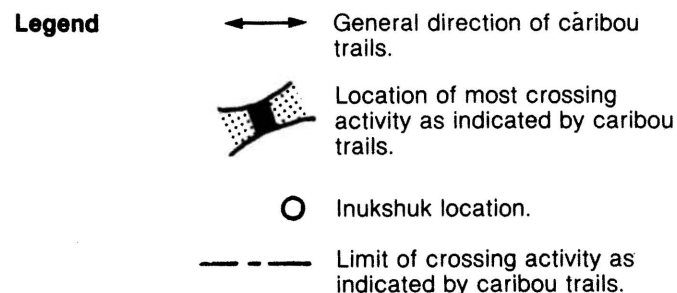 Legend
General direction of caribou
trails.
Location of most crossing
activity as indicated by caribou
trails.
Inukshuk location.
Limit of crossing activity as
indicated by caribou trails.